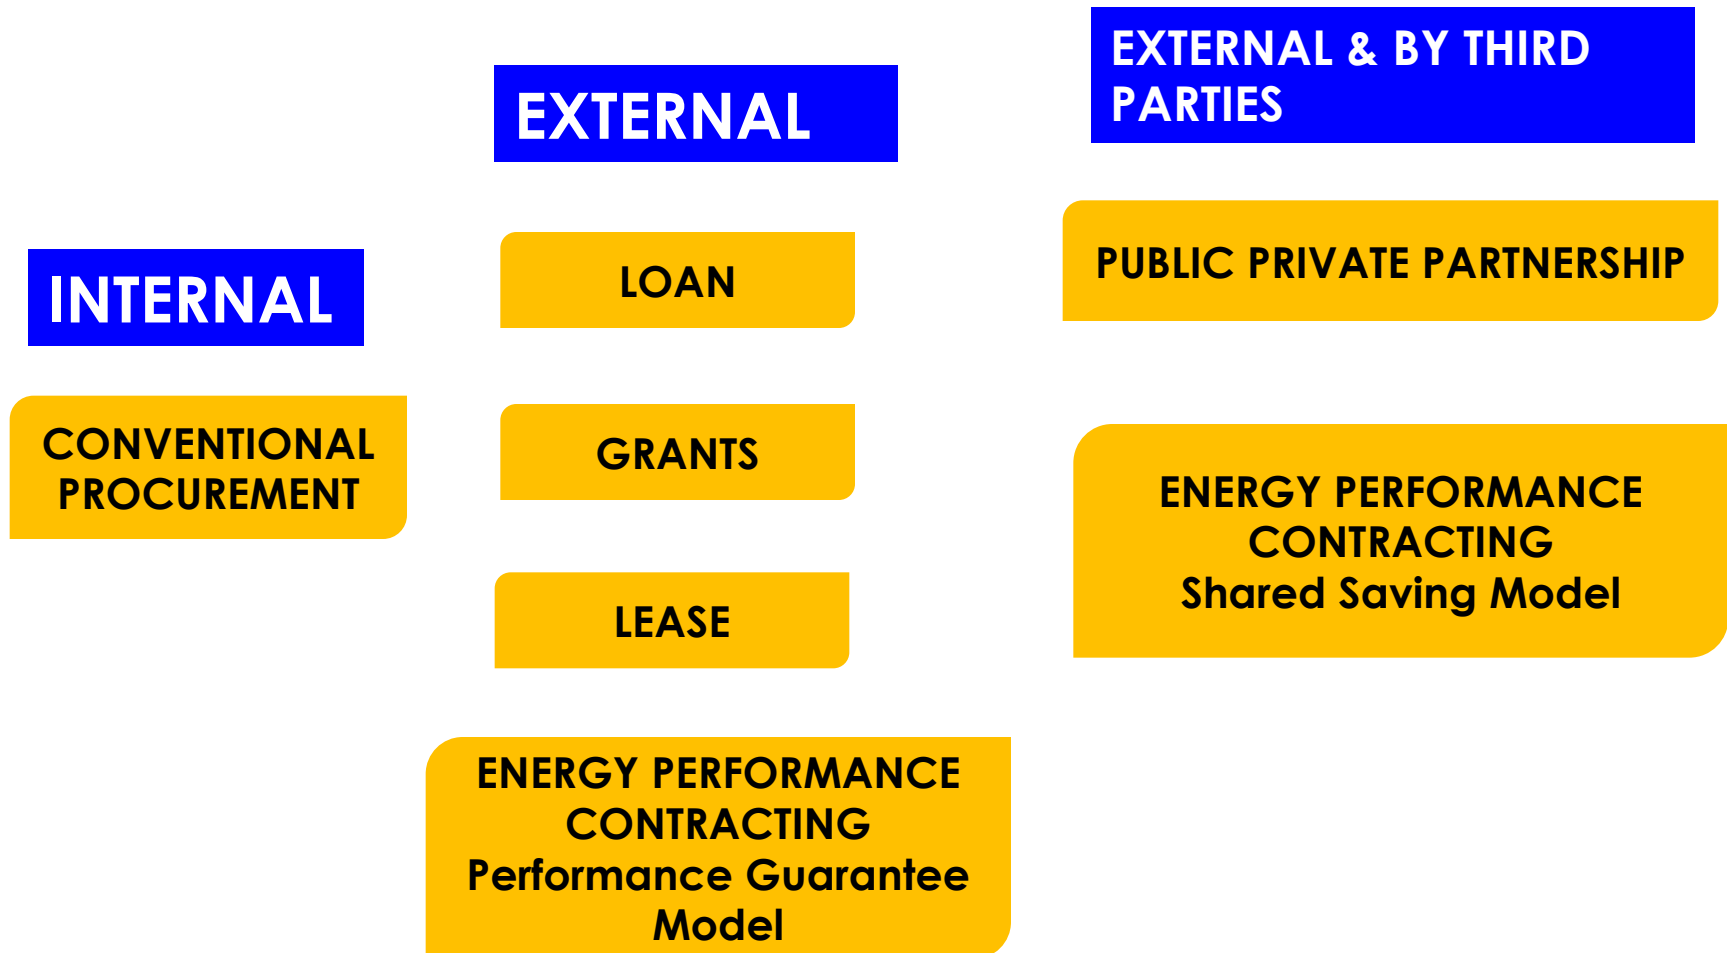 INTERNAL
CONVENTIONAL
PROCUREMENT
EXTERNAL
LOAN
GRANTS
LEASE
ENERGY PERFORMANCE
CONTRACTING
Performance Guarantee
Model
EXTERNAL & BY THIRD
PARTIES
PUBLIC PRIVATE PARTNERSHIP
ENERGY PERFORMANCE
CONTRACTING
Shared Saving Model